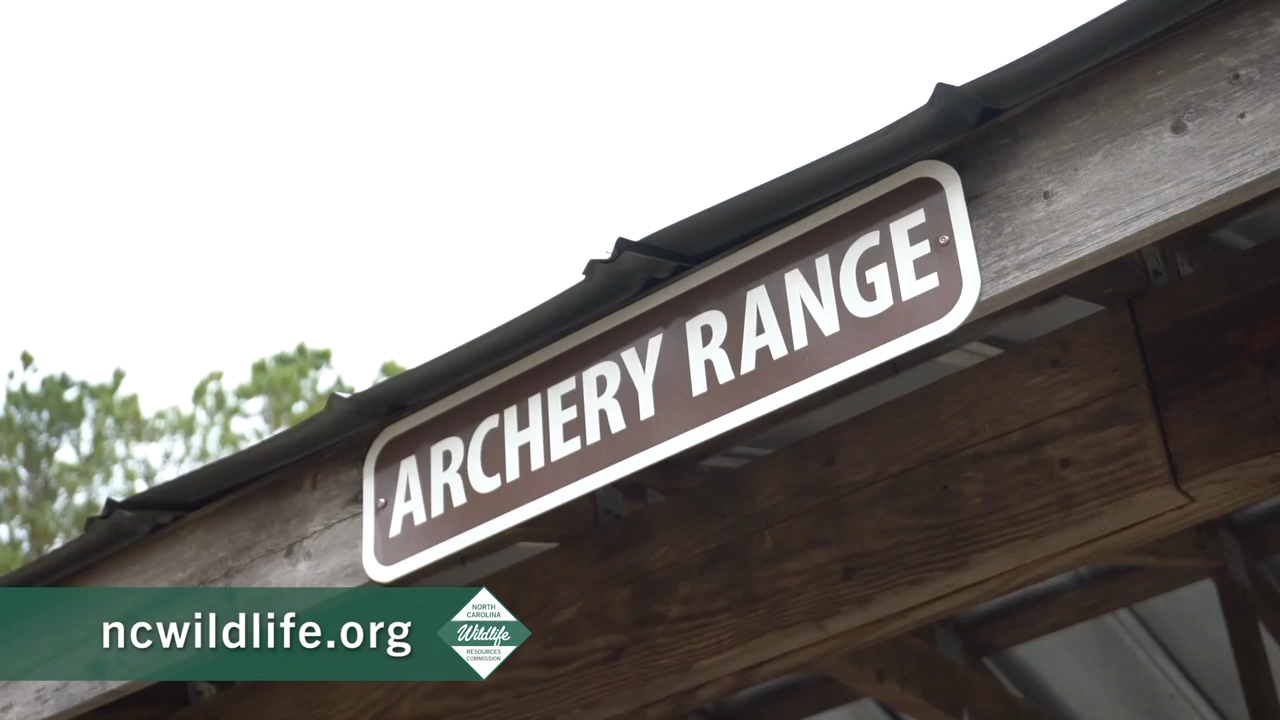 ARCHERY RANGE
ncwildlife.org
NORTH
CAROLINA
Wildlife
RESOURCES
COMMISSION